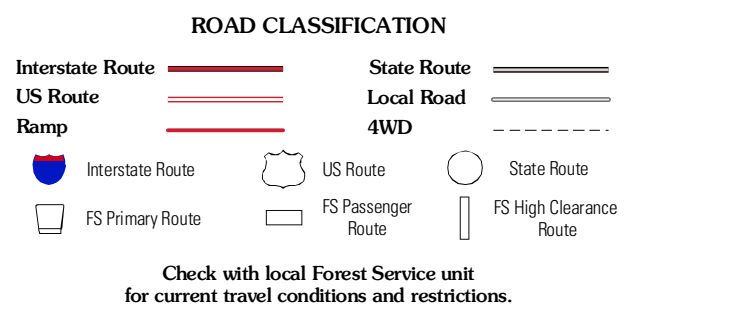 ROAD CLASSIFICATION
Interstate Route
State Route
US Route
Local Road
Ramp
4WD
Interstate Route
US Route
State Route
FS Primary Route
FS Passenger
Route
FS High Clearance
Route
Check with local Forest Service unit
for current travel conditions and restrictions.